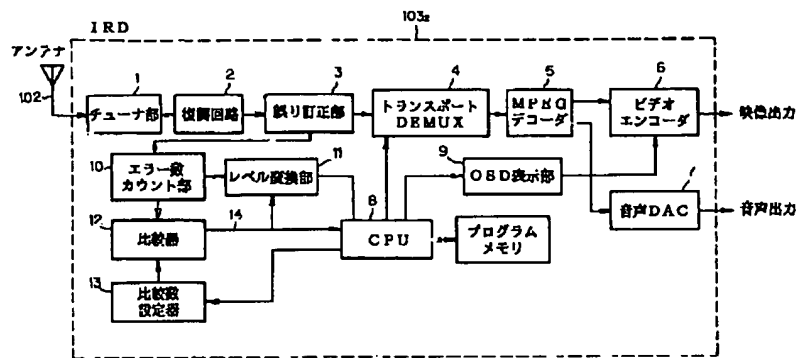 IRD
103₂
アンテナ
102
1
チューナ部
2
復調回路
3
誤り訂正部
4
トランスポート
DEMUX
5
MPEG
デコーダ
6
ビデオ
エンコーダ
映像出力
10
エラー数
カウント部
11
レベル変換部
9
OSD表示部
7
音声DAC
音声出力
12
比較器
14
8
CPU
プログラム
メモリ
13
比較数
設定器